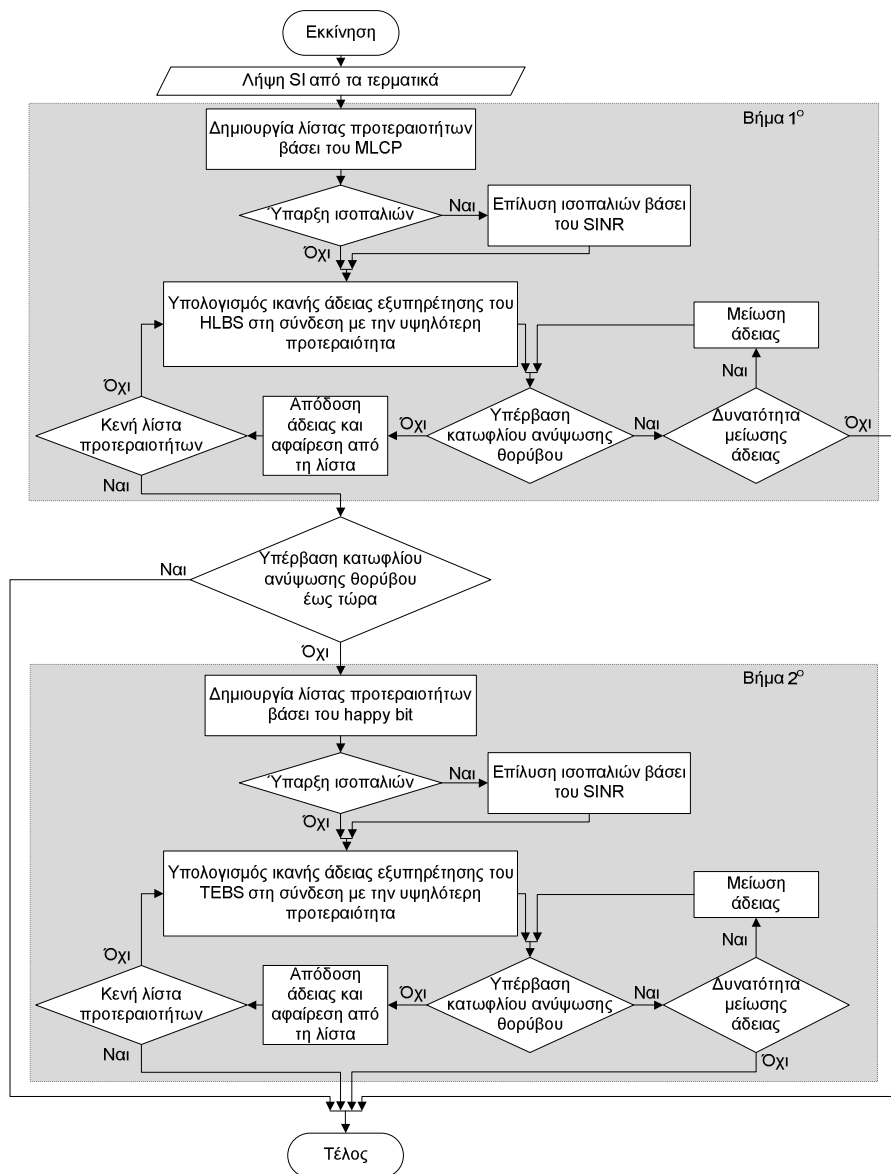 Εκκίνηση
Λήψη SI από τα τερματικά
Βήμα 1ο
Δημιουργία λίστας προτεραιοτήτων
βάσει του MLCP
Ύπαρξη ισοπαλιών
Ναι
Επίλυση ισοπαλιών βάσει
του SINR
Όχι
Υπολογισμός ικανής άδειας εξυπηρέτησης του
HLBS στη σύνδεση με την υψηλότερη
προτεραιότητα
Μείωση
άδειας
Όχι
Ναι
Κενή λίστα
προτεραιοτήτων
Απόδοση
άδειας και
αφαίρεση από
τη λίστα
Όχι
Υπέρβαση
κατωφλίου ανύψωσης
θορύβου
Ναι
Δυνατότητα
μείωσης
άδειας
Όχι
Ναι
Υπέρβαση κατωφλίου
ανύψωσης θορύβου
έως τώρα
Ναι
Όχι
Βήμα 2ο
Δημιουργία λίστας προτεραιοτήτων
βάσει του happy bit
Ύπαρξη ισοπαλιών
Ναι
Επίλυση ισοπαλιών βάσει
του SINR
Όχι
Υπολογισμός ικανής άδειας εξυπηρέτησης του
TEBS στη σύνδεση με την υψηλότερη
προτεραιότητα
Μείωση
άδειας
Όχι
Ναι
Κενή λίστα
προτεραιοτήτων
Απόδοση
άδειας και
αφαίρεση από
τη λίστα
Όχι
Υπέρβαση
κατωφλίου ανύψωσης
θορύβου
Ναι
Δυνατότητα
μείωσης
άδειας
Ναι
Όχι
Τέλος